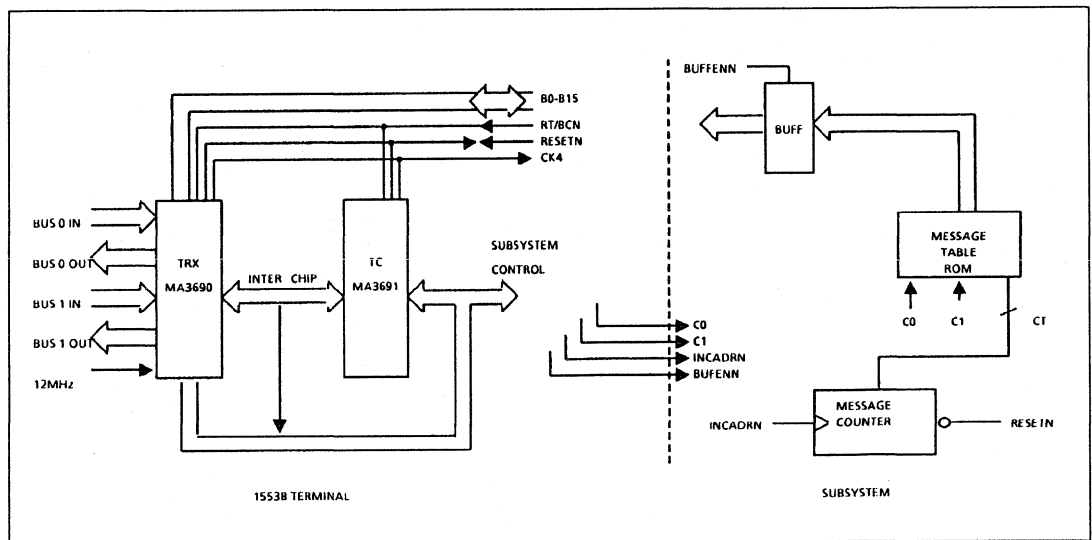 BUFFENN
B0-B15
RT/BCN
RESETN
CK4
BUFF
BUS 0 IN
BUS 0 OUT
BUS 1 IN
BUS 1 OUT
12MHz
TRX
MA3690
INTER CHIP
TC
MA3691
SUBSYSTEM
CONTROL
C0
C1
INCADRN
BUFENN
MESSAGE
TABLE
ROM
C0
C1
CT
MESSAGE
COUNTER
INCADRN
RESETN
1553B TERMINAL
SUBSYSTEM